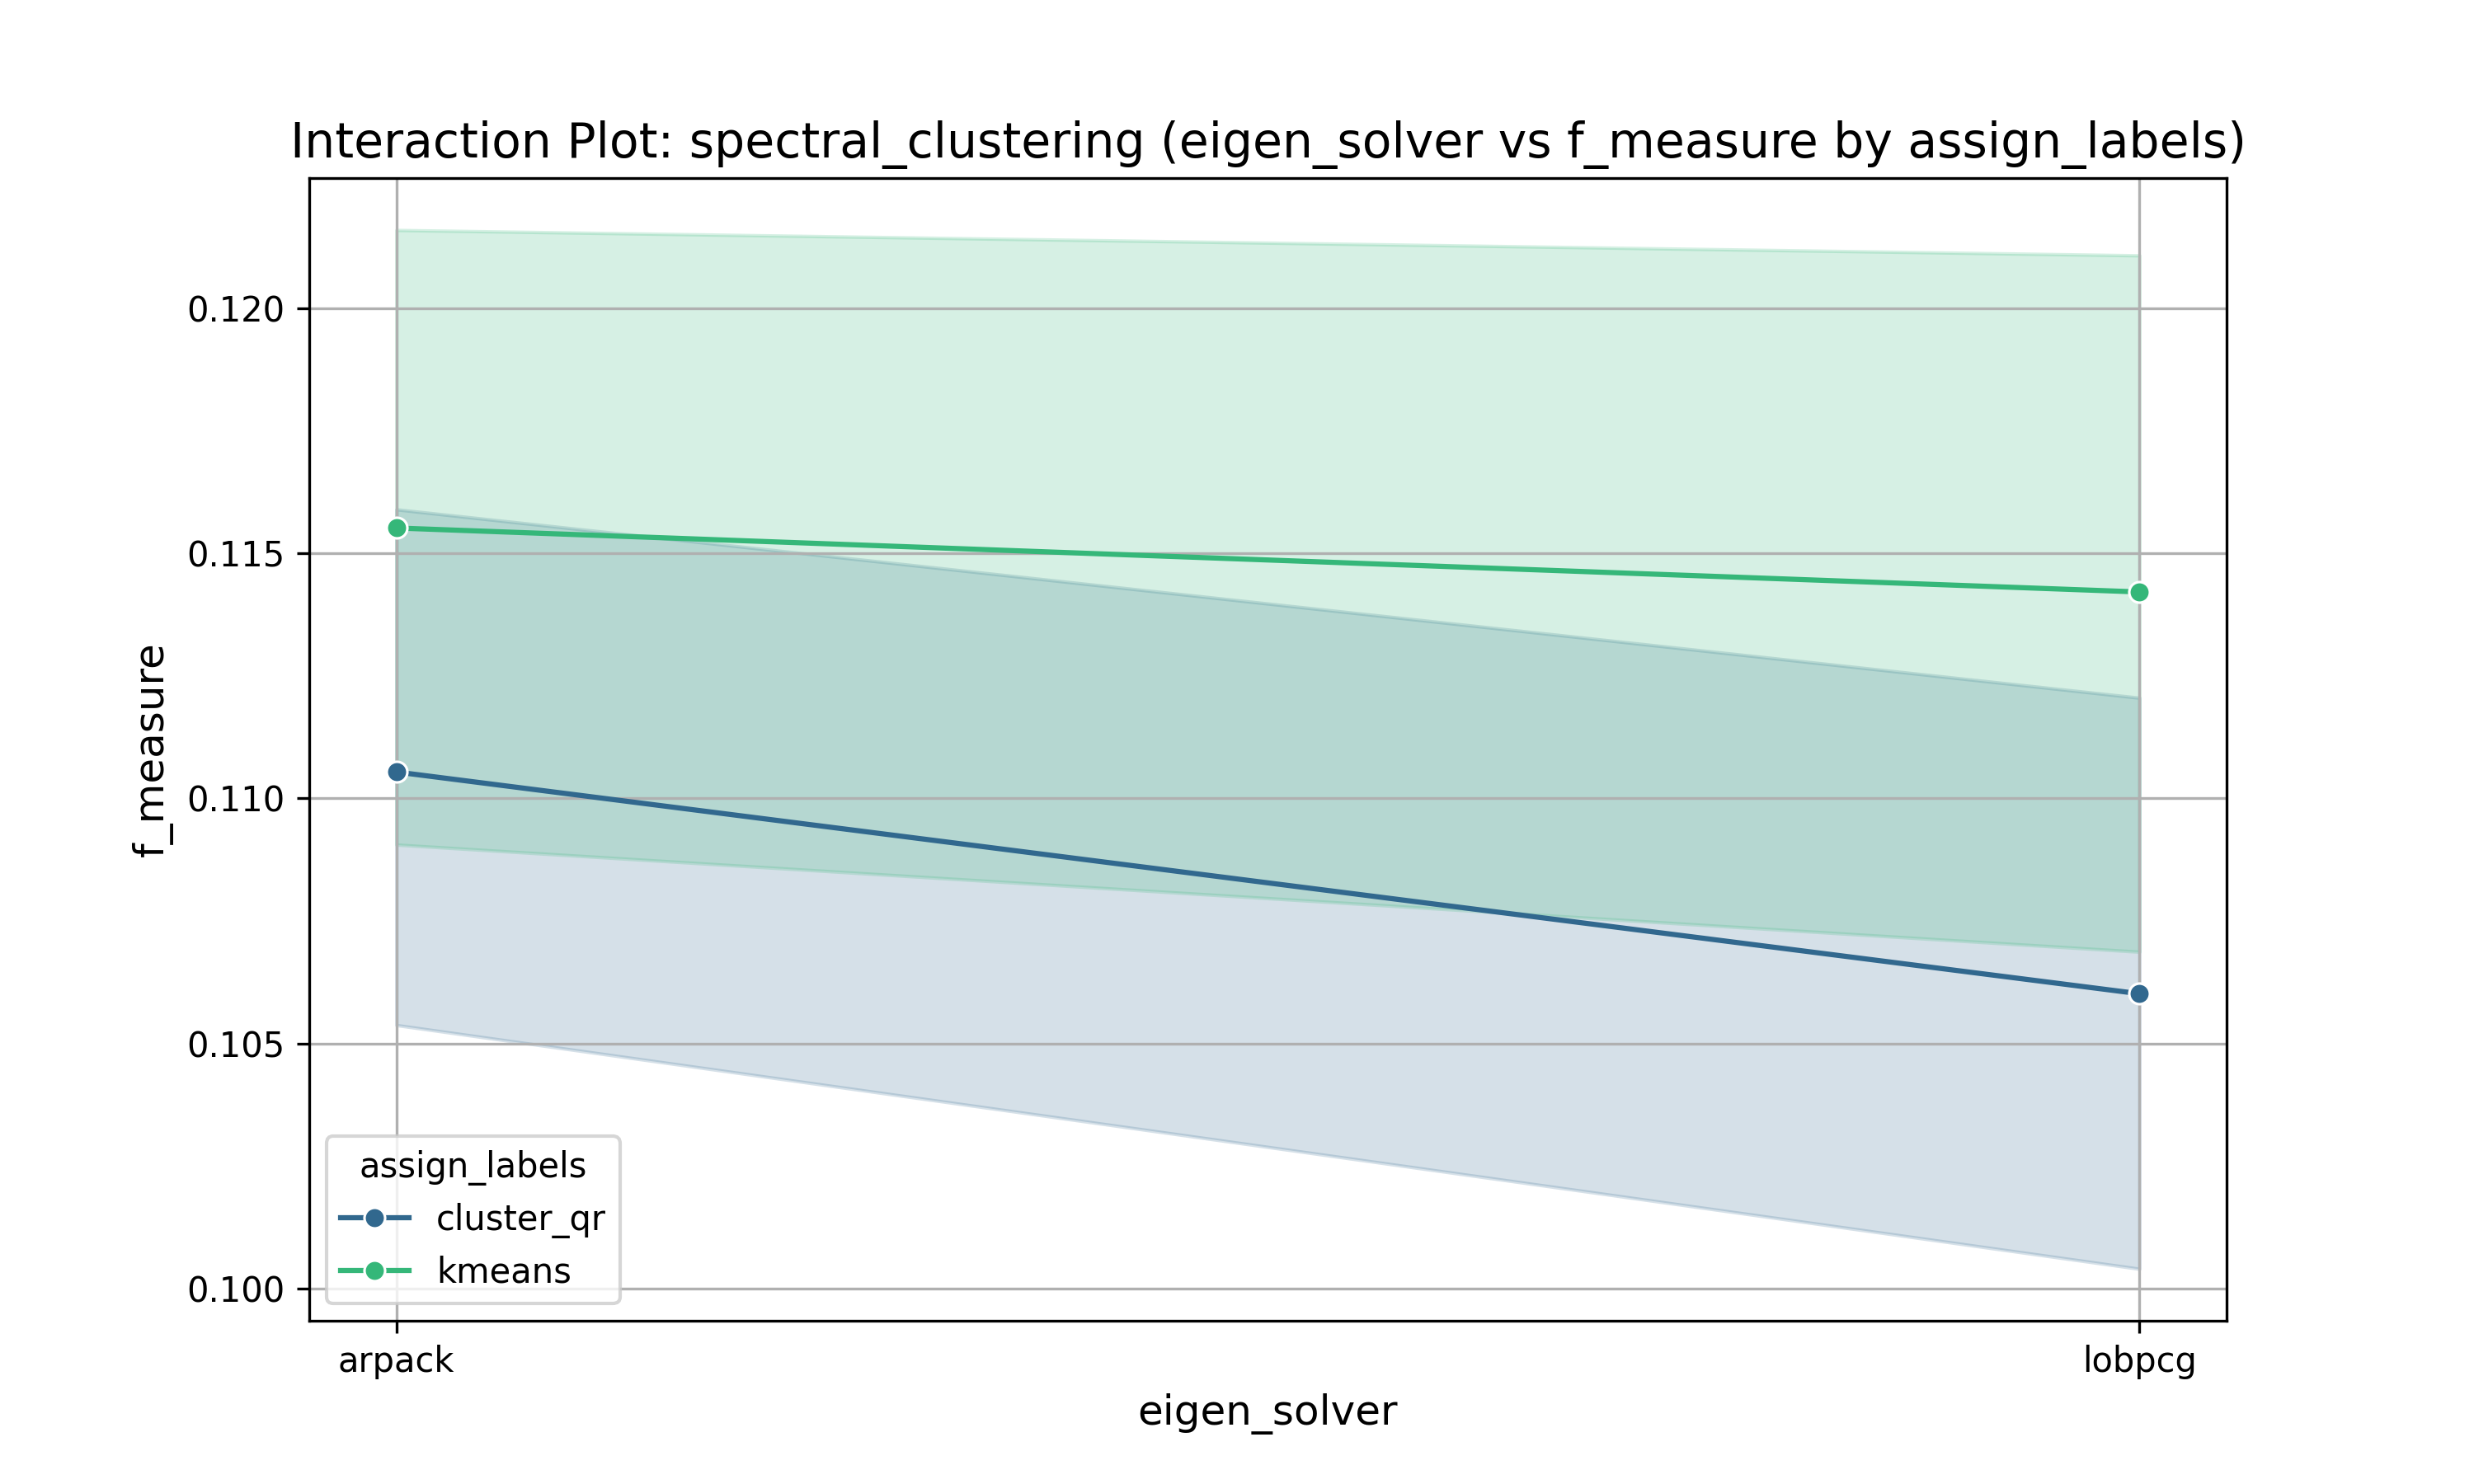 Interaction Plot: spectral_clustering (eigen_solver vs f_measure by assign_labels)
0.120
0.115
0.110
0.105
0.100
f_measure
assign_labels
cluster_qr
kmeans
arpack
lobpcg
eigen_solver